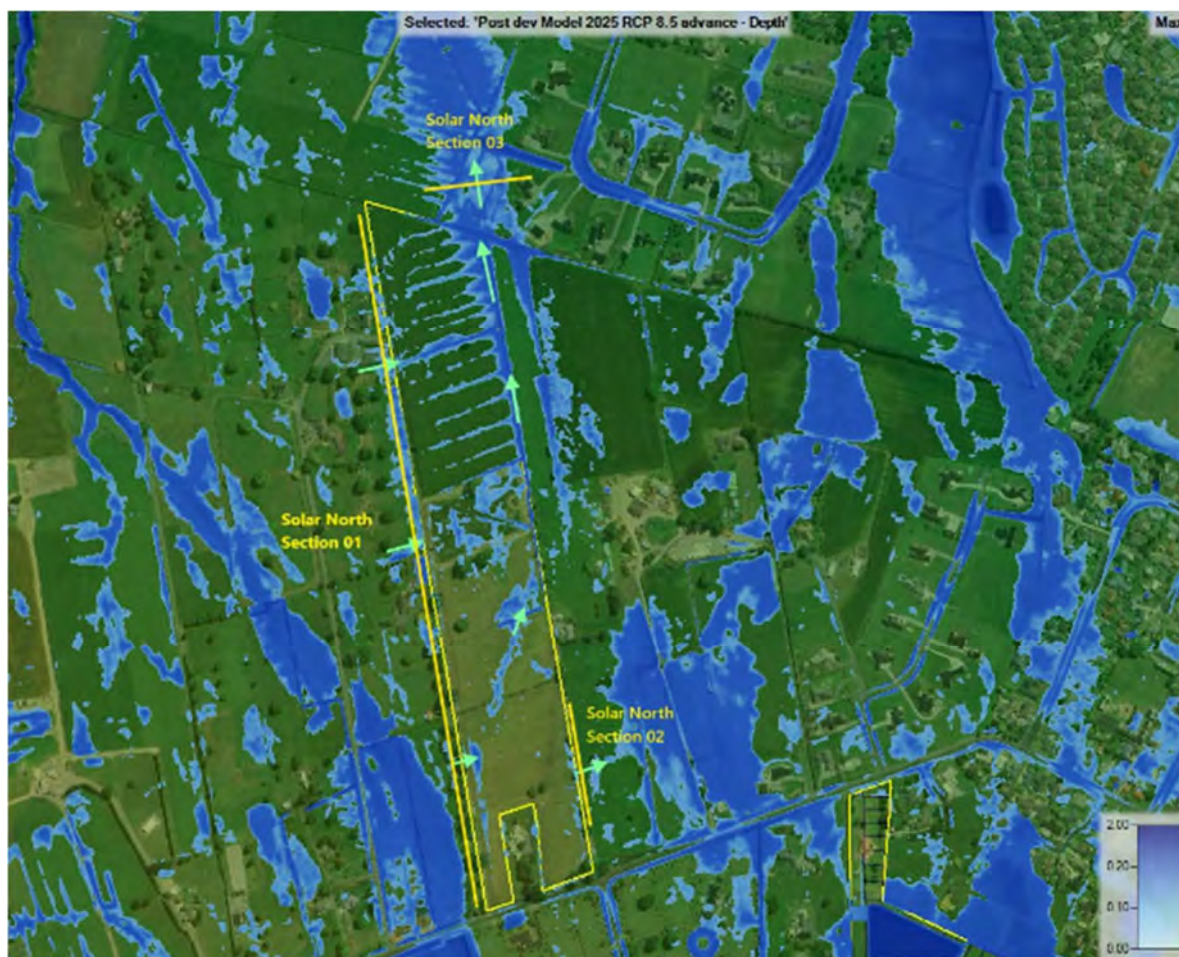 Selected: 'Post dev Model 2025 RCP 8.5 advance - Depth'
Max
Solar North
Section 03
Solar North
Section 01
Solar North
Section 02
2.00
0.20
0.10
0.00